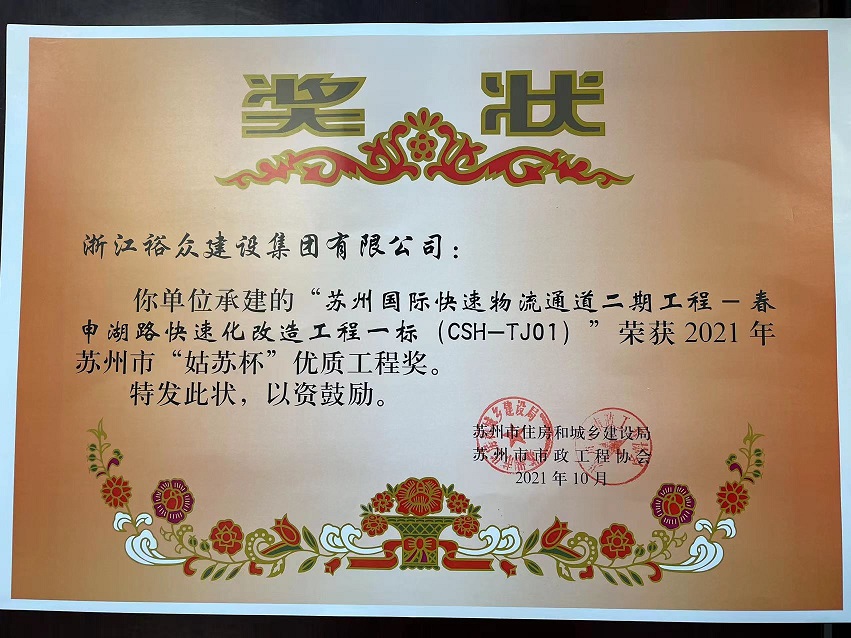 奖状
浙江裕众建设集团有限公司：
你单位承建的“苏州国际快速物流通道二期工程－春
申湖路快速化改造工程一标（CSH—TJ01）”荣获2021年
苏州市“姑苏杯”优质工程奖。
特发此状，以资鼓励。
苏州市住房和城乡建设局
苏州市市政工程协会
2021年10月